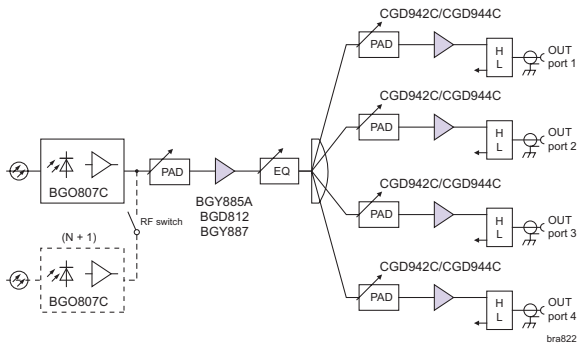 CGD942C/CGD944C
PAD
H
L
OUT
port 1
CGD942C/CGD944C
PAD
H
L
OUT
port 2
BGO807C
PAD
BGY885A
BGD812
BGY887
EQ
RF switch
(N + 1)
BGO807C
CGD942C/CGD944C
PAD
H
L
OUT
port 3
CGD942C/CGD944C
PAD
H
L
OUT
port 4
bra822